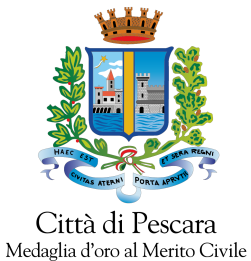 HAEC EST
CIVITAS ATERNI
PORTA APRVTII
ET SERA REGNI
Città di Pescara
Medaglia d'oro al Merito Civile